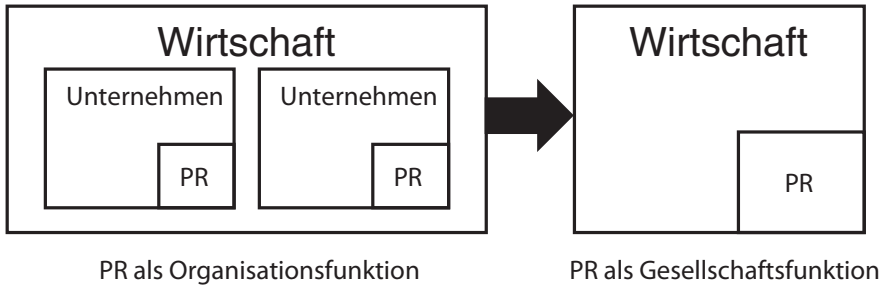 Wirtschaft
Unternehmen
PR
Unternehmen
PR
PR als Organisationsfunktion
Wirtschaft
PR
PR als Gesellschaftsfunktion